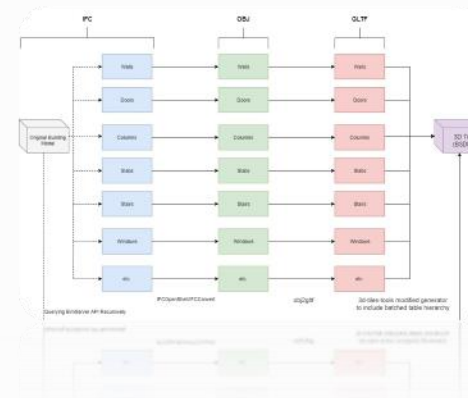 IFC
OBJ
GLTF
Walls
Walls
Walls
Doors
Doors
Doors
Original Building
Model
Columns
Columns
Columns
Slabs
Slabs
Slabs
Stairs
Stairs
Stairs
Windows
Windows
Windows
etc
etc
etc
IFCOpenShell/IFCConvert
obj2gltf
3d-tiles-tools modified generator
to include batched table hierarchy
Querying BimServer API Recursively